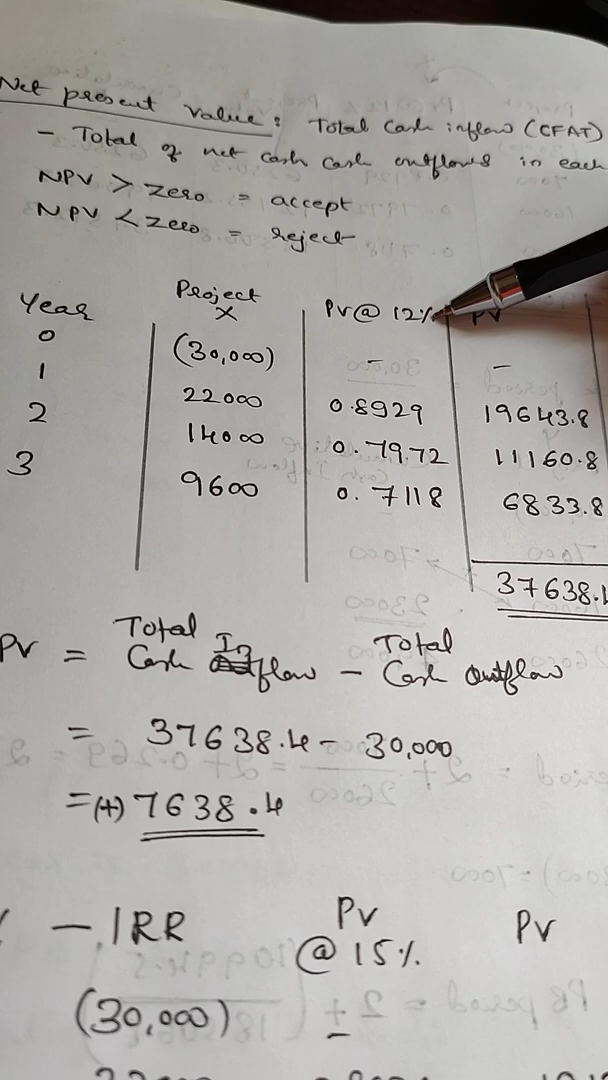 Net present value: Total Cash inflow (CFAT)
- Total of net cash cash outflows in each
NPV > zero = accept
NPV < zero = reject
Year Project X PV@ 12% PV
0 (30,000) - -
1 22000 0.8929 19643.8
2 14000 0.7972 11160.8
3 9600 0.7118 6833.8
37638.4
PV = Total Cash Inflow - Total Cash Outflow
= 37638.4 - 30,000
= (+) 7638.4
- IRR PV @ 15% PV
(30,000) -